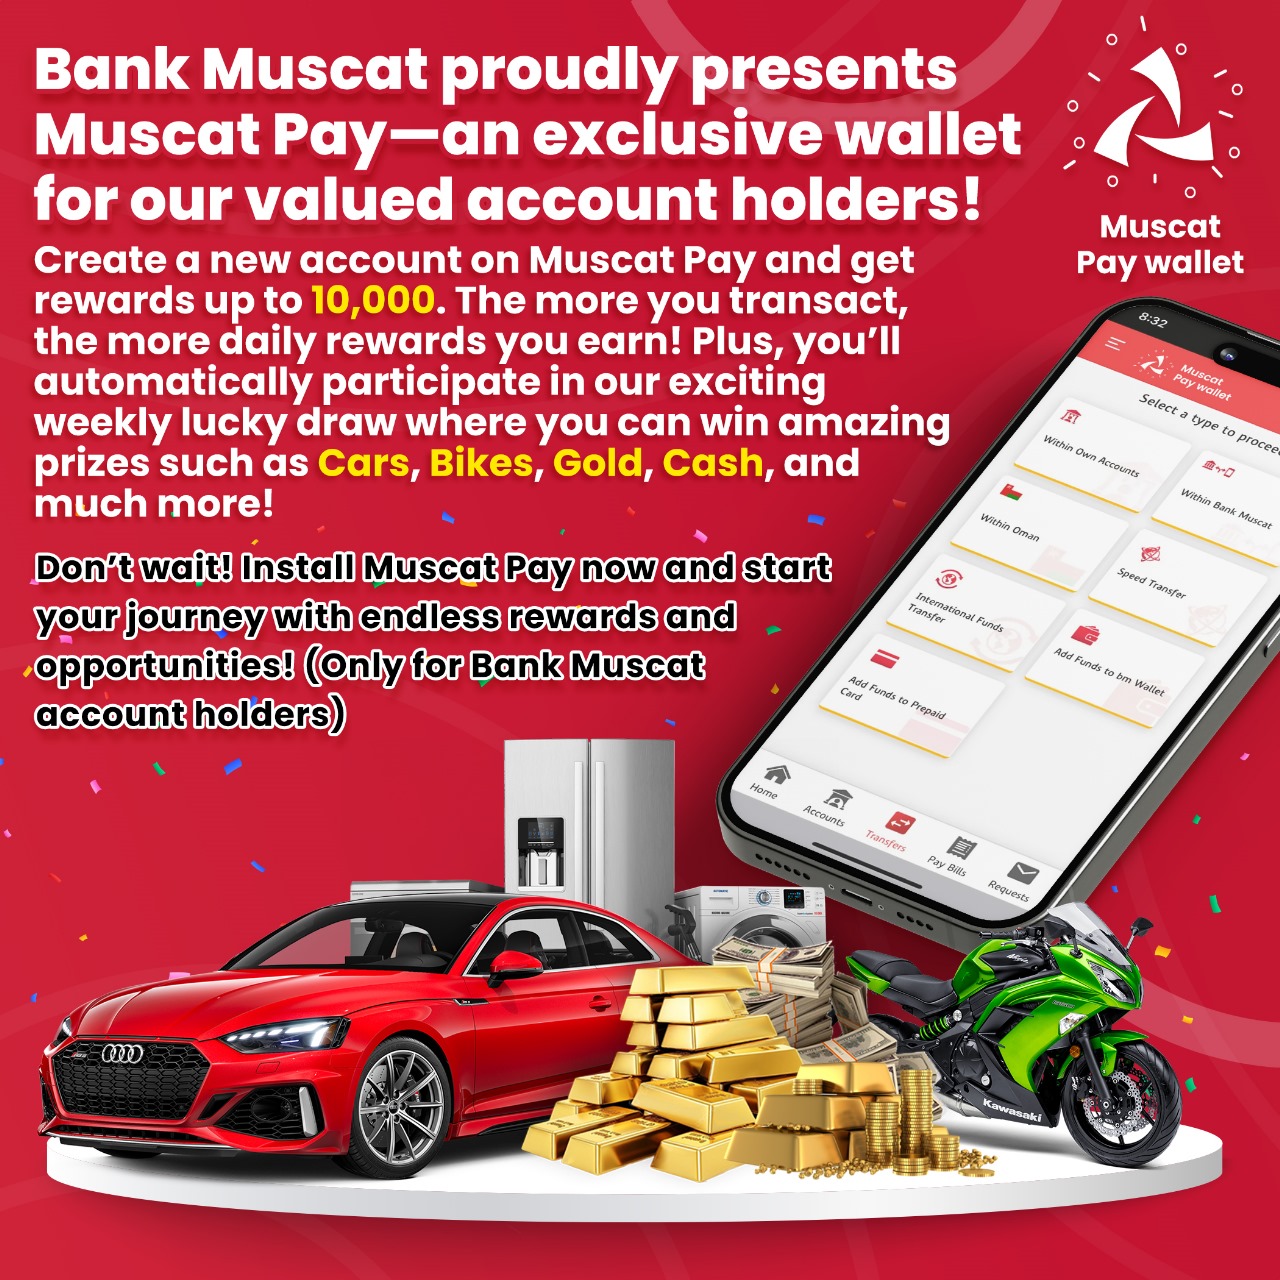 Bank Muscat proudly presents
Muscat Pay—an exclusive wallet
for our valued account holders!
Muscat
Pay wallet
Create a new account on Muscat Pay and get
rewards up to 10,000. The more you transact,
the more daily rewards you earn! Plus, you’ll
automatically participate in our exciting
weekly lucky draw where you can win amazing
prizes such as Cars, Bikes, Gold, Cash, and
much more!
Don’t wait! Install Muscat Pay now and start
your journey with endless rewards and
opportunities! (Only for Bank Muscat
account holders)
8:32
Muscat
Pay wallet
Select a type to proceed
Within Own Accounts
Within Bank Muscat
Within Oman
Speed Transfer
International Funds
Transfer
Add Funds to bm Wallet
Add Funds to Prepaid
Card
Home
Accounts
Transfers
Pay Bills
Requests
Ninja
Kawasaki